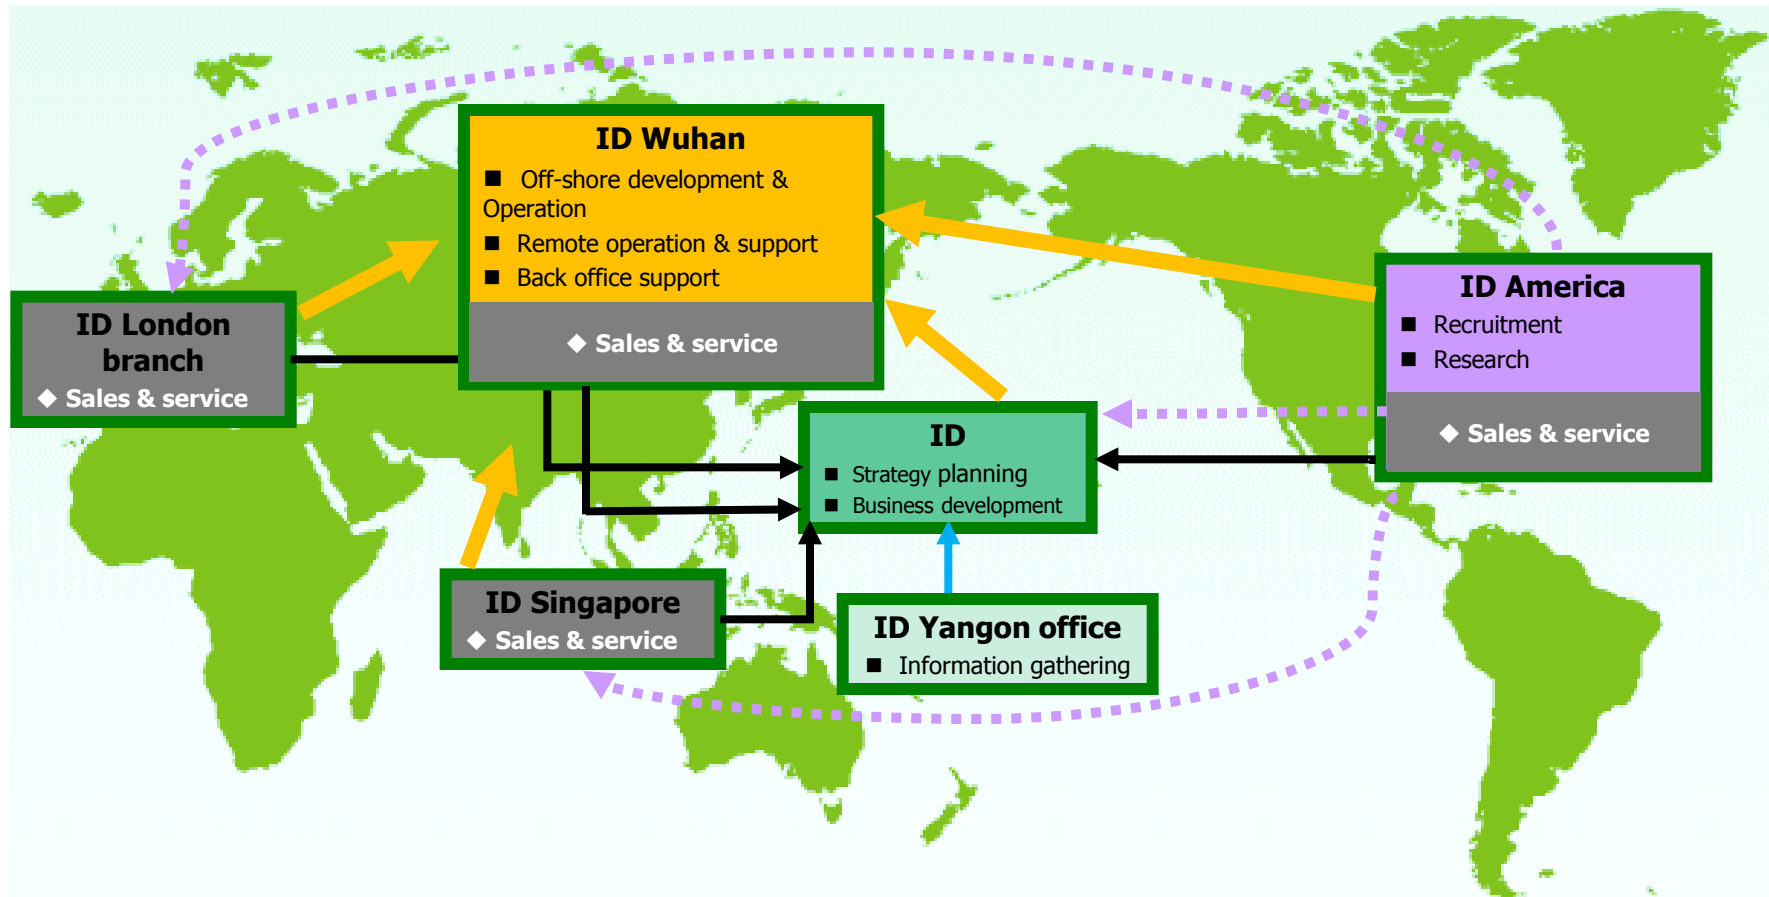 ID Wuhan
■ Off-shore development &
Operation
■ Remote operation & support
■ Back office support
◆ Sales & service
ID London
branch
◆ Sales & service
ID America
■ Recruitment
■ Research
◆ Sales & service
ID
■ Strategy planning
■ Business development
ID Singapore
◆ Sales & service
ID Yangon office
■ Information gathering